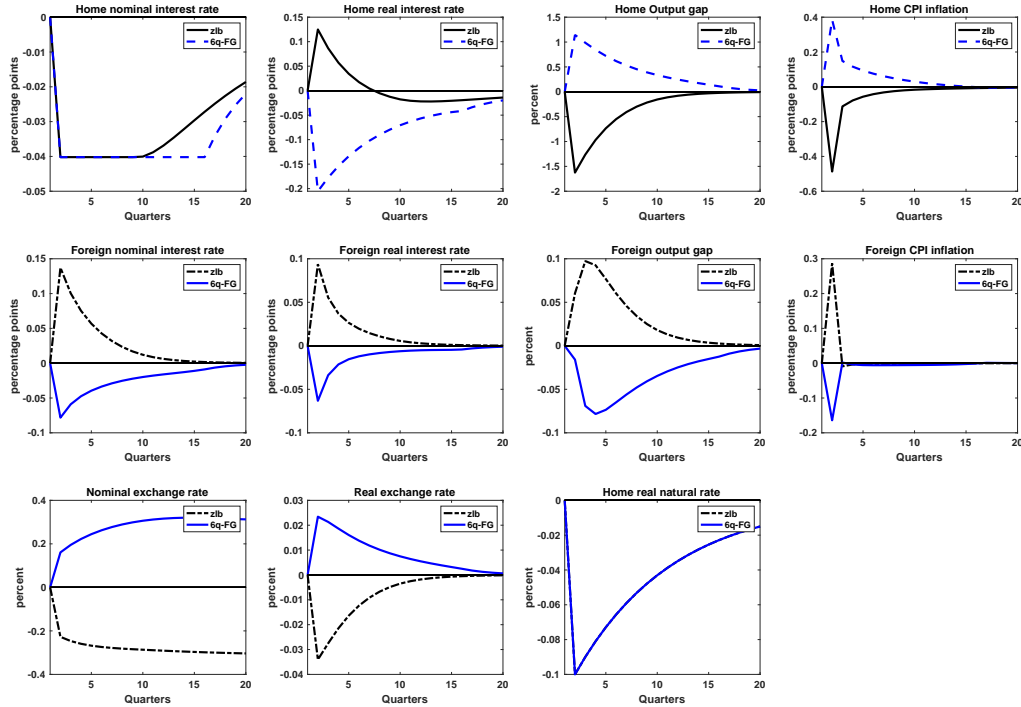 Home nominal interest rate
percentage points
0
-0.01
-0.02
-0.03
-0.04
-0.05
5 10 15 20
Quarters
zlb
6q-FG
Home real interest rate
percentage points
0.15
0.1
0.05
0
-0.05
-0.1
-0.15
-0.2
5 10 15 20
Quarters
zlb
6q-FG
Home Output gap
percent
1.5
1
0.5
0
-0.5
-1
-1.5
-2
5 10 15 20
Quarters
zlb
6q-FG
Home CPI inflation
percentage points
0.4
0.2
0
-0.2
-0.4
-0.6
5 10 15 20
Quarters
zlb
6q-FG
Foreign nominal interest rate
percentage points
0.15
0.1
0.05
0
-0.05
-0.1
5 10 15 20
Quarters
zlb
6q-FG
Foreign real interest rate
percentage points
0.1
0.05
0
-0.05
0.1
5 10 15 20
Quarters
zlb
6q-FG
Foreign output gap
percent
0.1
0.05
0
-0.05
-0.1
5 10 15 20
Quarters
zlb
6q-FG
Foreign CPI inflation
percentage points
0.3
0.2
0.1
0
-0.1
-0.2
5 10 15 20
Quarters
zlb
6q-FG
Nominal exchange rate
percent
0.4
0.2
0
-0.2
-0.4
5 10 15 20
Quarters
zlb
6q-FG
Real exchange rate
percent
0.03
0.02
0.01
0
-0.01
-0.02
-0.03
-0.04
5 10 15 20
Quarters
zlb
6q-FG
Home real natural rate
percentage points
0
-0.02
-0.04
-0.06
-0.08
-0.1
5 10 15 20
Quarters
zlb
6q-FG